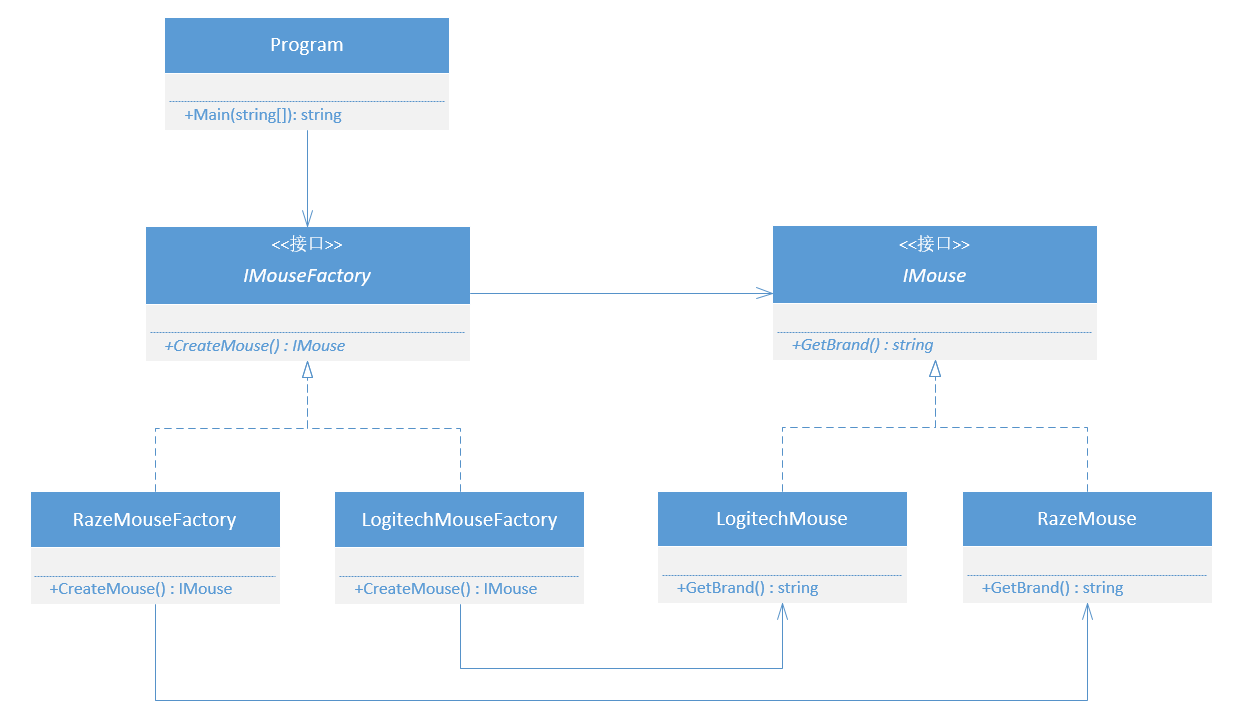 Program
+Main(string[]): string
<<接口>>
IMouseFactory
+CreateMouse() : IMouse
<<接口>>
IMouse
+GetBrand() : string
RazeMouseFactory
+CreateMouse() : IMouse
LogitechMouseFactory
+CreateMouse() : IMouse
LogitechMouse
+GetBrand() : string
RazeMouse
+GetBrand() : string